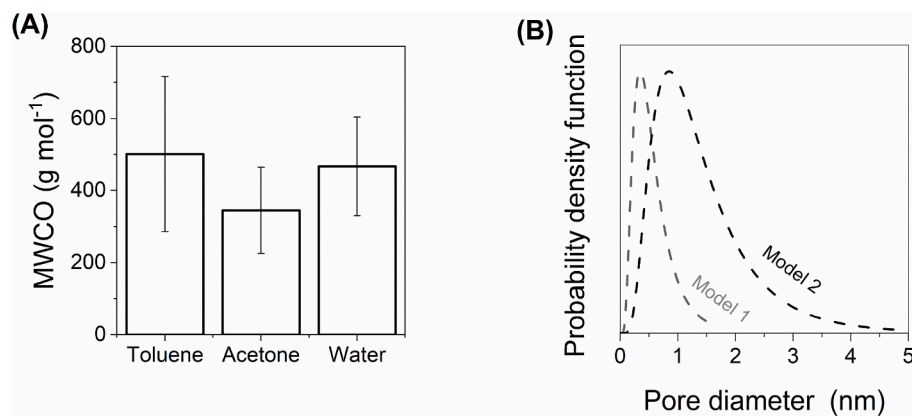 (A)
MWCO (g mol⁻¹)
800
600
400
200
0
Toluene Acetone Water
(B)
Probability density function
Model 1
Model 2
0 1 2 3 4 5
Pore diameter (nm)